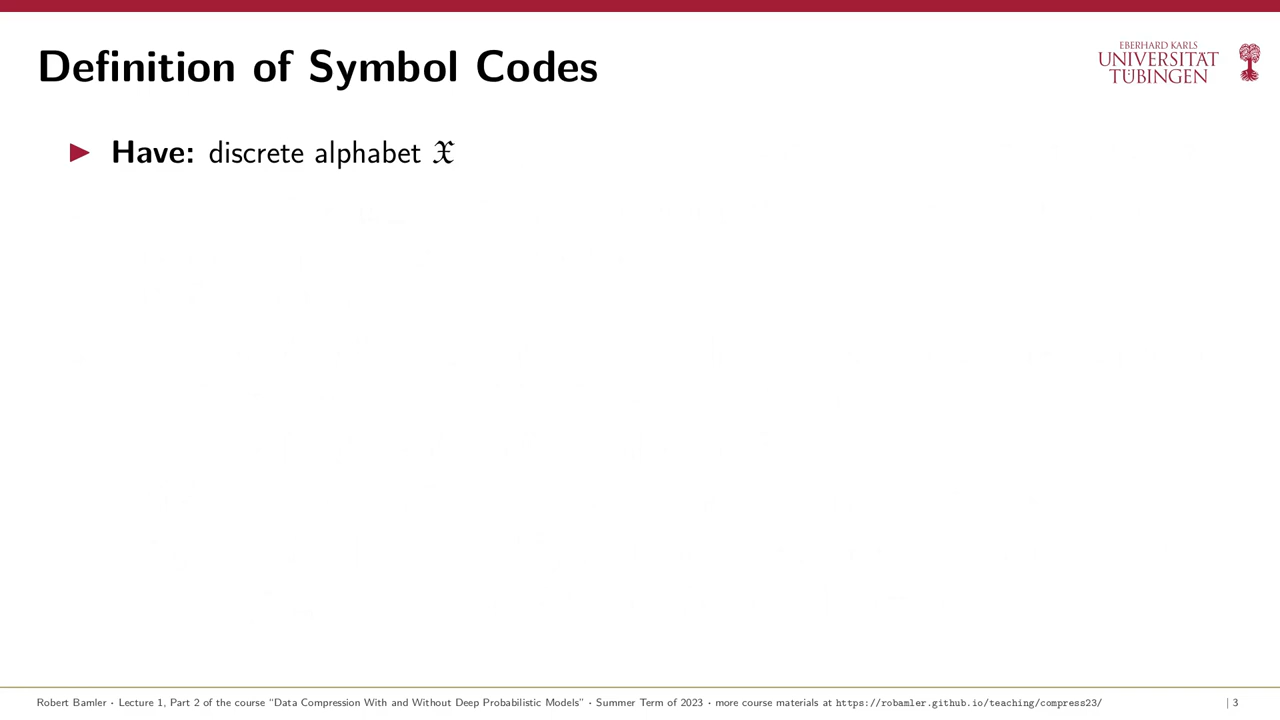 Definition of Symbol Codes
EBERHARD KARLS
UNIVERSITÄT
TÜBINGEN
▶ Have: discrete alphabet 𝔛
Robert Bamler · Lecture 1, Part 2 of the course “Data Compression With and Without Deep Probabilistic Models” · Summer Term of 2023 · more course materials at https://robamler.github.io/teaching/compress23/
| 3